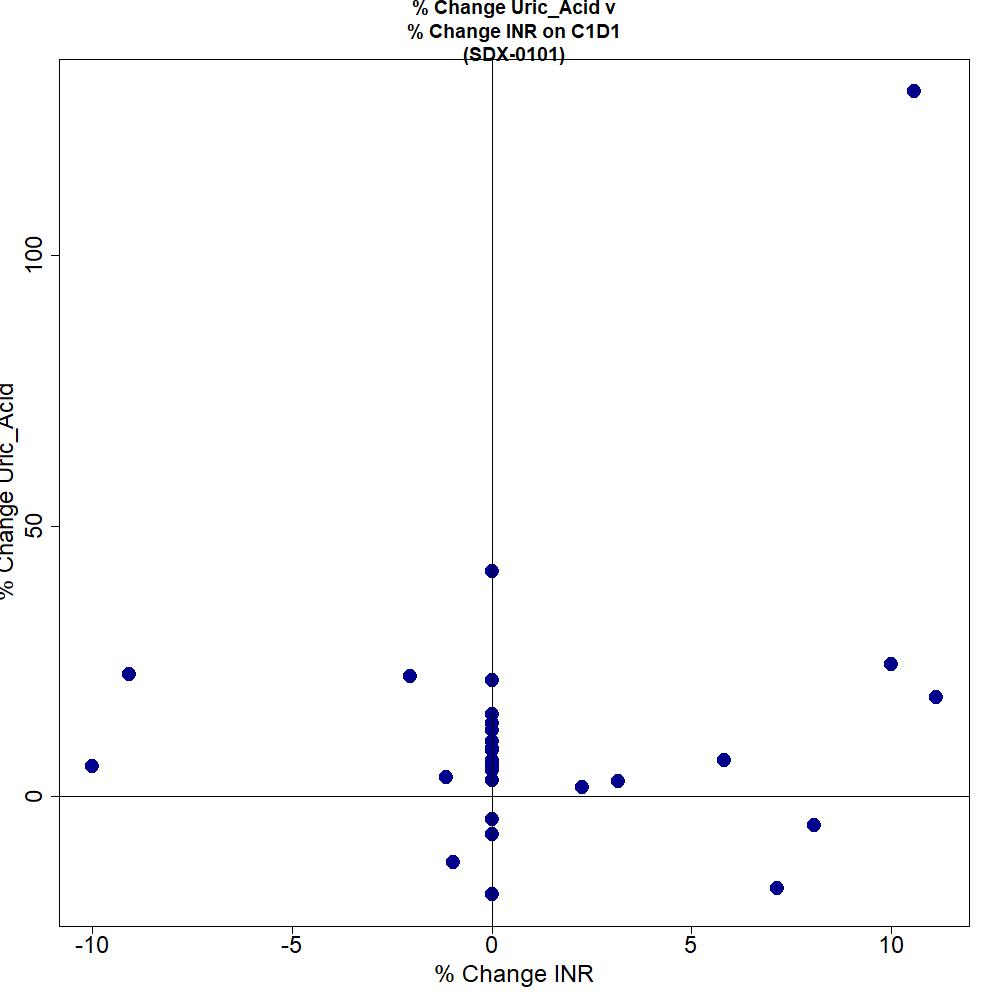 % Change Uric_Acid v
% Change INR on C1D1
(SDX-0101)
% Change Uric_Acid
100
50
0
-10
-5
0
5
10
% Change INR